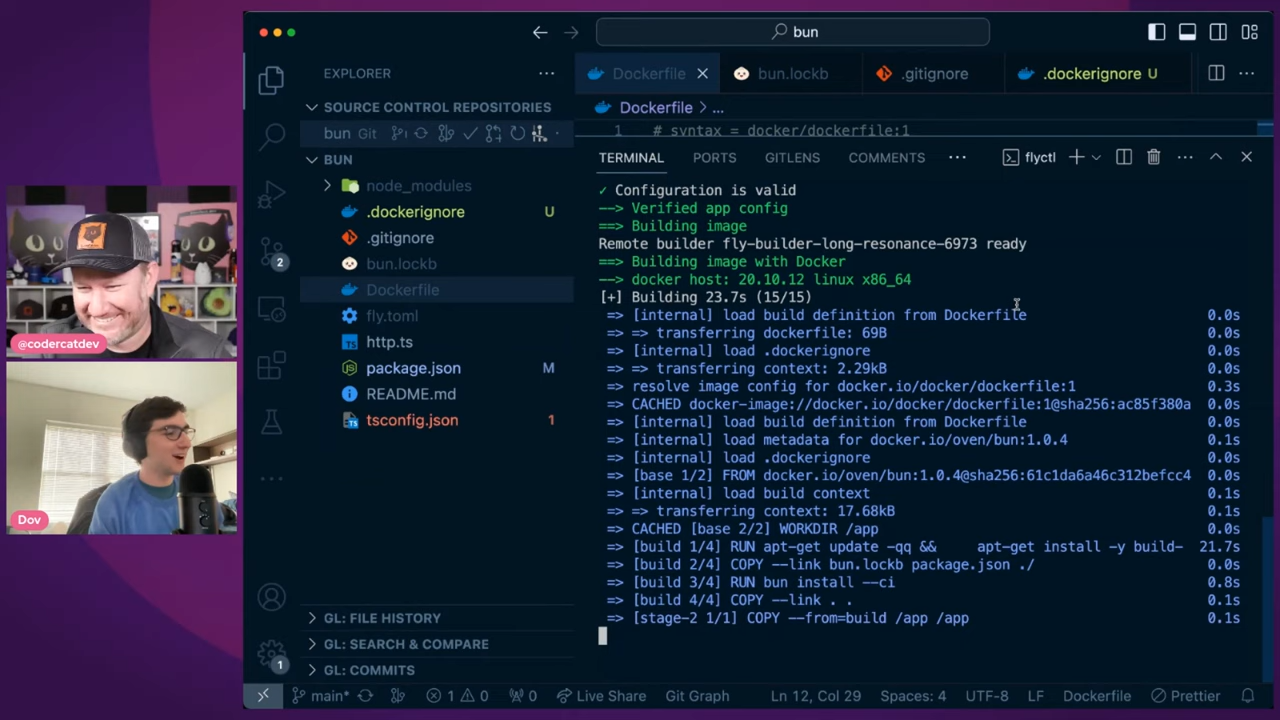 bun
EXPLORER
Dockerfile
bun.lockb
.gitignore
.dockerignore U
SOURCE CONTROL REPOSITORIES
Dockerfile > ...
bun Git
1 # syntax = docker/dockerfile:1
BUN
TERMINAL PORTS GITLENS COMMENTS ... flyctl
node_modules
.dockerignore U
.gitignore
bun.lockb
Dockerfile
fly.toml
http.ts
package.json M
README.md
tsconfig.json 1
✓ Configuration is valid
--> Verified app config
==> Building image
Remote builder fly-builder-long-resonance-6973 ready
==> Building image with Docker
--> docker host: 20.10.12 linux x86_64
[+] Building 23.7s (15/15)
=> [internal] load build definition from Dockerfile 0.0s
=> => transferring dockerfile: 69B 0.0s
=> [internal] load .dockerignore 0.0s
=> => transferring context: 2.29kB 0.0s
=> resolve image config for docker.io/docker/dockerfile:1 0.3s
=> CACHED docker-image://docker.io/docker/dockerfile:1@sha256:ac85f380a 0.0s
=> [internal] load build definition from Dockerfile 0.0s
=> [internal] load metadata for docker.io/oven/bun:1.0.4 0.1s
=> [internal] load .dockerignore 0.0s
=> [base 1/2] FROM docker.io/oven/bun:1.0.4@sha256:61c1da6a46c312befcc4 0.0s
=> [internal] load build context 0.1s
=> => transferring context: 17.68kB 0.1s
=> CACHED [base 2/2] WORKDIR /app 0.0s
=> [build 1/4] RUN apt-get update -qq && apt-get install -y build- 21.7s
=> [build 2/4] COPY --link bun.lockb package.json ./ 0.0s
=> [build 3/4] RUN bun install --ci 0.8s
=> [build 4/4] COPY --link . . 0.1s
=> [stage-2 1/1] COPY --from=build /app /app 0.1s
2
1
GL: FILE HISTORY
GL: SEARCH & COMPARE
GL: COMMITS
main* 1 0 0 Live Share Git Graph Ln 12, Col 29 Spaces: 4 UTF-8 LF Dockerfile Prettier
@codercatdev
Dov